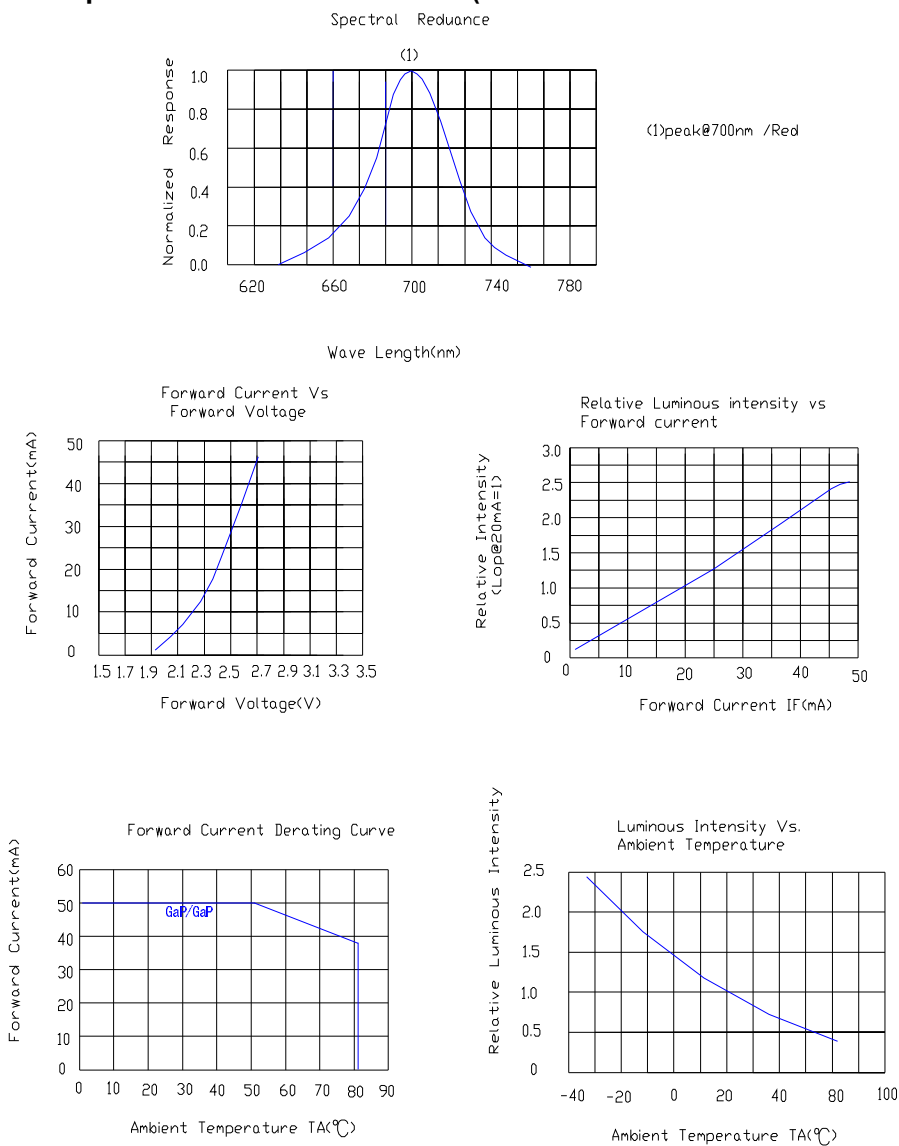 Spectral Reduance
(1)
Normalized Response
1.0
0.8
0.6
0.4
0.2
0.0
620 660 700 740 780
Wave Length(nm)
(1)peak@700nm /Red
Forward Current Vs
Forward Voltage
Forward Current(mA)
50
40
30
20
10
0
1.5 1.7 1.9 2.1 2.3 2.5 2.7 2.9 3.1 3.3 3.5
Forward Voltage(V)
Relative Luminous intensity vs
Forward current
Relative Intensity
(Lop@20mA=1)
3.0
2.5
2.0
1.5
1.0
0.5
0
0 10 20 30 40 50
Forward Current IF(mA)
Forward Current Derating Curve
Forward Current(mA)
60
50
40
30
20
10
0
GaP/GaP
0 10 20 30 40 50 60 70 80 90
Ambient Temperature TA(℃)
Luminous Intensity Vs.
Ambient Temperature
Relative Luminous Intensity
2.5
2.0
1.5
1.0
0.5
0
-40 -20 0 20 40 60 80 100
Ambient Temperature TA(℃)